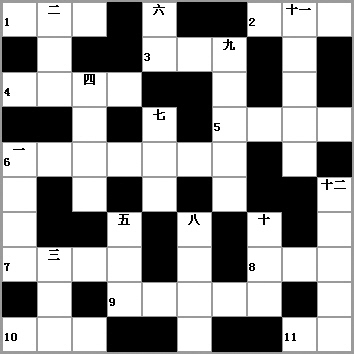 1 二 六 2 十一
3 九
4 四
七 5
一
6
十二
五 八 十
7 三 8
9
10 11